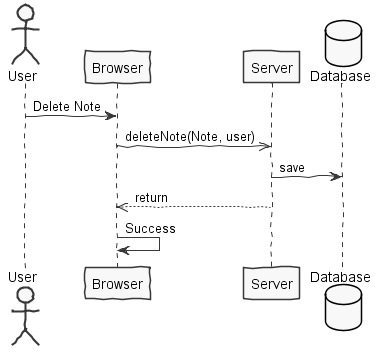 User
Browser
Server
Database
Delete Note
deleteNote(Note, user)
save
return
Success
User
Browser
Server
Database